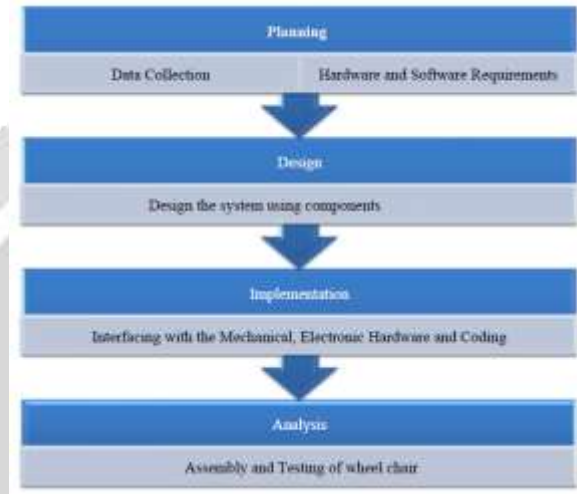 Planning
Data Collection Hardware and Software Requirements
Design
Design the system using components
Implementation
Interfacing with the Mechanical, Electronic Hardware and Coding
Analysis
Assembly and Testing of wheel chair